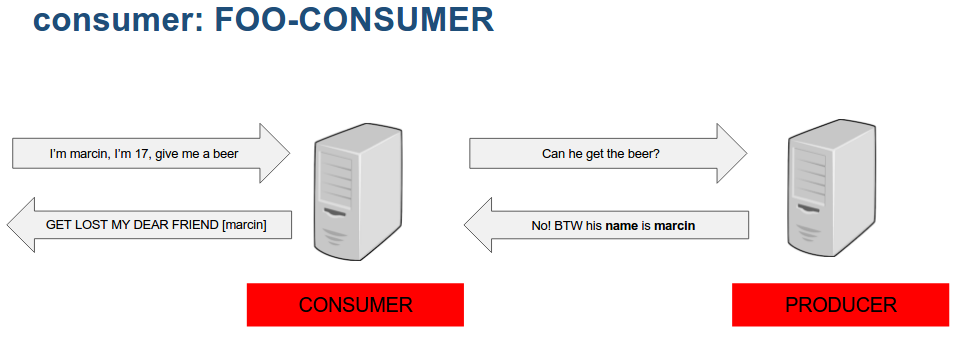 consumer: FOO-CONSUMER
I'm marcin, I'm 17, give me a beer
Can he get the beer?
GET LOST MY DEAR FRIEND [marcin]
No! BTW his name is marcin
CONSUMER
PRODUCER